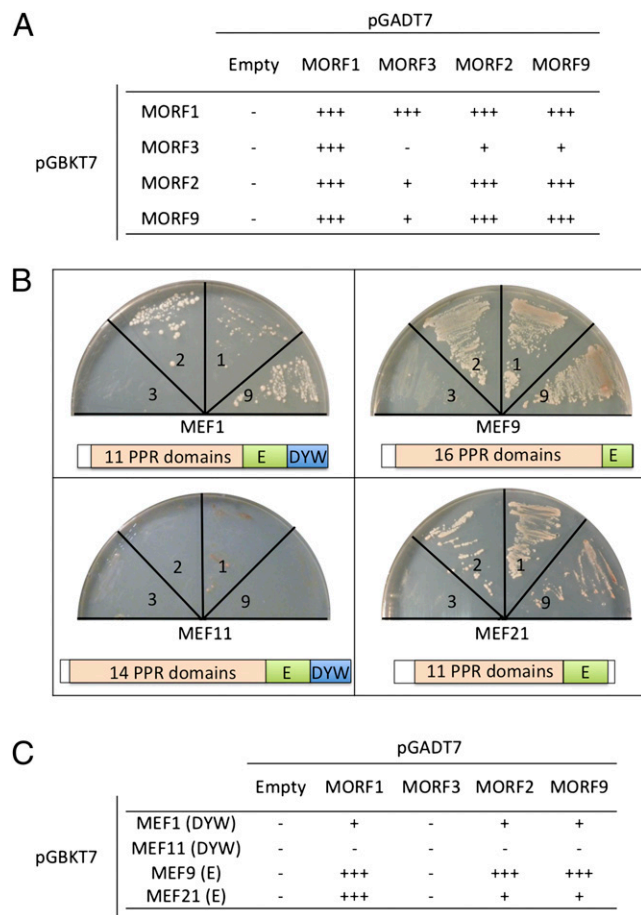 A
pGADT7
Empty MORF1 MORF3 MORF2 MORF9
pGBKT7
MORF1 - +++ +++ +++ +++
MORF3 - +++ - + +
MORF2 - +++ + +++ +++
MORF9 - +++ + +++ +++
B
3 2 1 9
MEF1
11 PPR domains E DYW
3 2 1 9
MEF9
16 PPR domains E
3 2 1 9
MEF11
14 PPR domains E DYW
3 2 1 9
MEF21
11 PPR domains E
C
pGADT7
Empty MORF1 MORF3 MORF2 MORF9
pGBKT7
MEF1 (DYW) - + - + +
MEF11 (DYW) - - - - -
MEF9 (E) - +++ - +++ +++
MEF21 (E) - +++ - + +